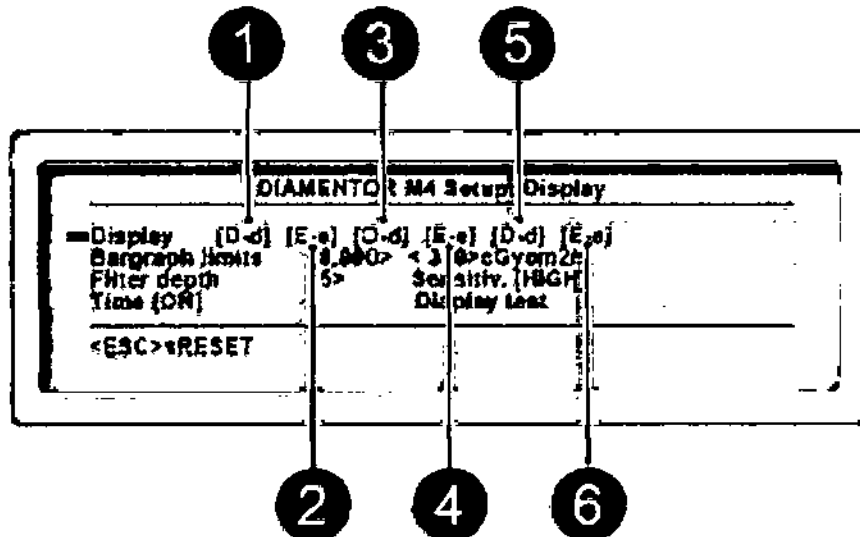 1 3 5
DIAMENTOR M4 Setup Display
Display [D-d] [E-e] [D-d] [E-e] [D-d] [E-e]
Bargraph limits cGycm2/
Filter depth 5> Sensitiv. [HIGH]
Time [ON] Display test
<ESC>=RESET
2 4 6